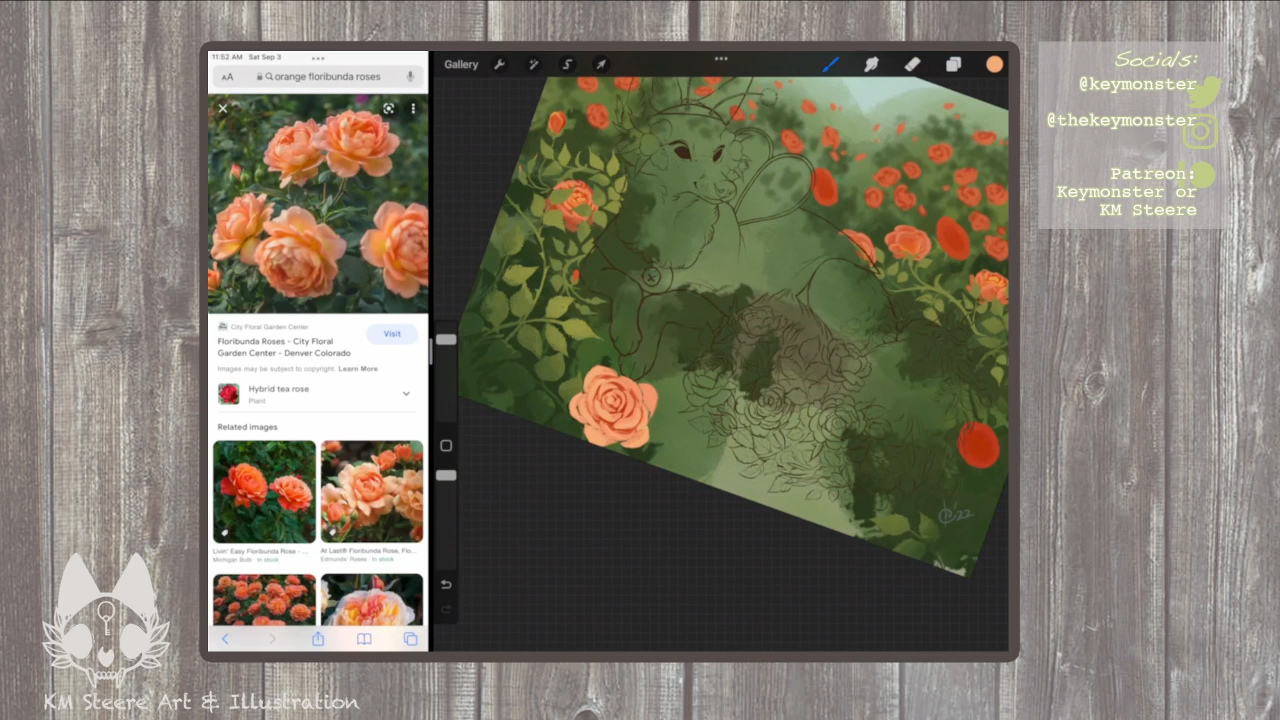 11:52 AM Sat Sep 3
AA orange floribunda roses
City Floral Garden Center
Visit
Floribunda Roses - City Floral
Garden Center - Denver Colorado
Images may be subject to copyright. Learn More
Hybrid tea rose
Plant
Related images
Livin' Easy Floribunda Rose - ...
Michigan Bulb · In stock
At Last® Floribunda Rose, Flo...
Edmunds' Roses · In stock
Gallery
'22
Socials:
@keymonster
@thekeymonster
Patreon:
Keymonster or
KM Steere
KM Steere Art & Illustration